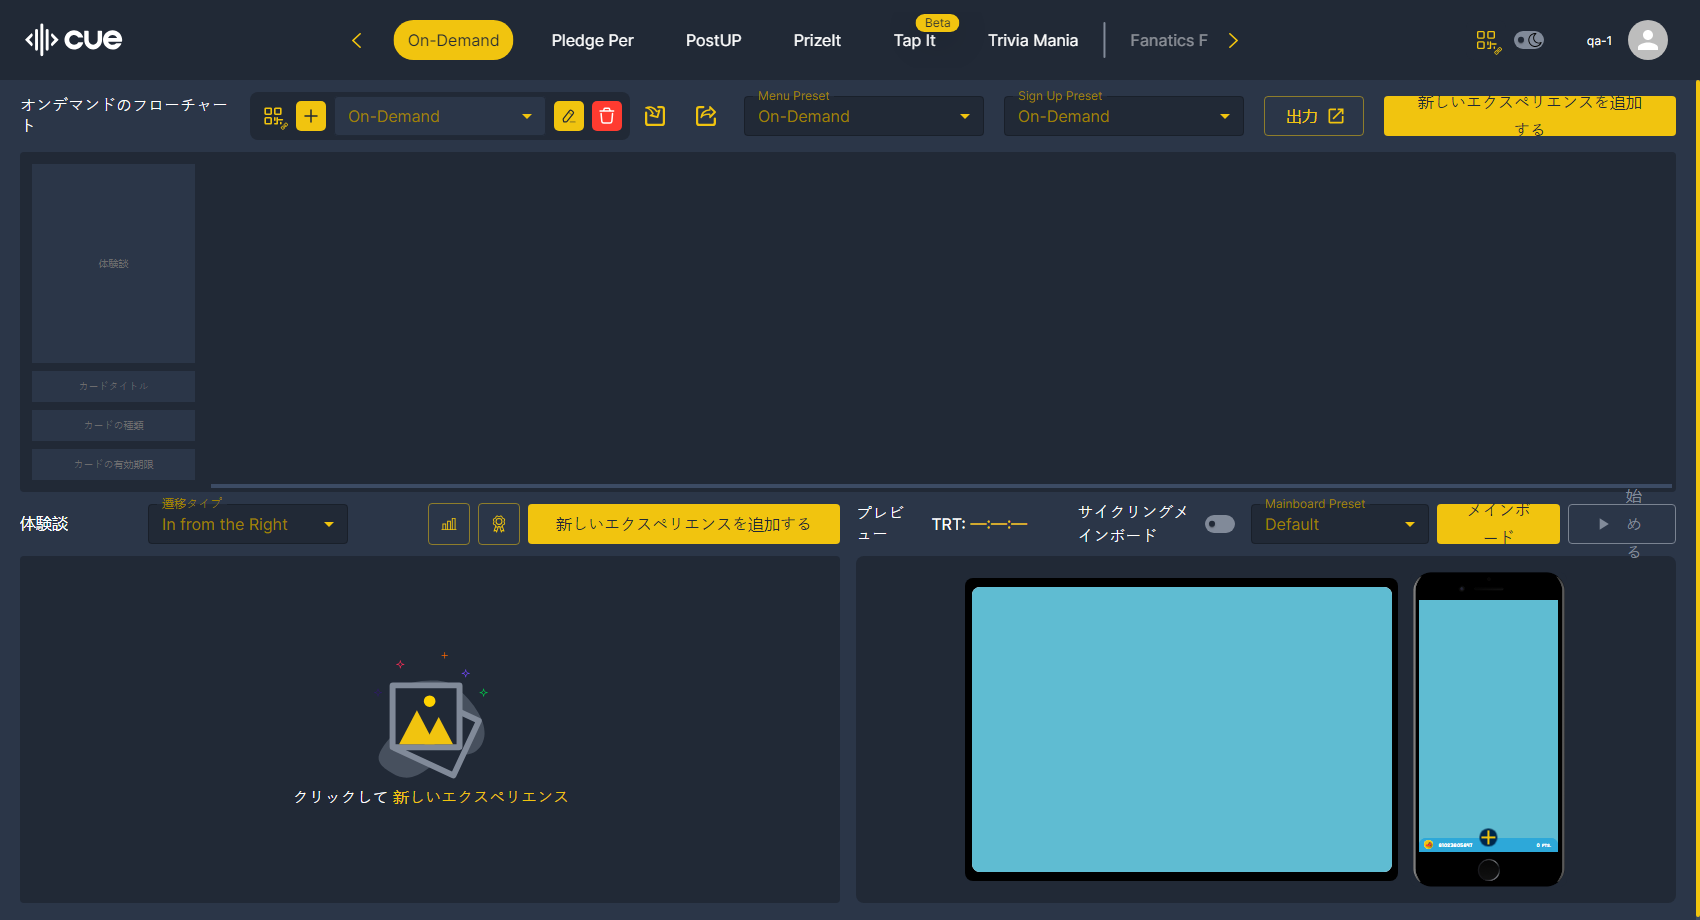 cue
On-Demand
Pledge Per
PostUP
PrizeIt
Beta
Tap It
Trivia Mania
Fanatics F
qa-1
オンデマンドのフローチャー
ト
On-Demand
Menu Preset
On-Demand
Sign Up Preset
On-Demand
出力
新しいエクスペリエンスを追加
する
体験談
カードタイトル
カードの種類
カードの有効期限
体験談
遷移タイプ
In from the Right
新しいエクスペリエンスを追加する
プレビ
ュー
TRT: —:—:—
サイクリングメ
インボード
Mainboard Preset
Default
メインボ
ード
始
め
る
クリックして 新しいエクスペリエンス
0 Pts.